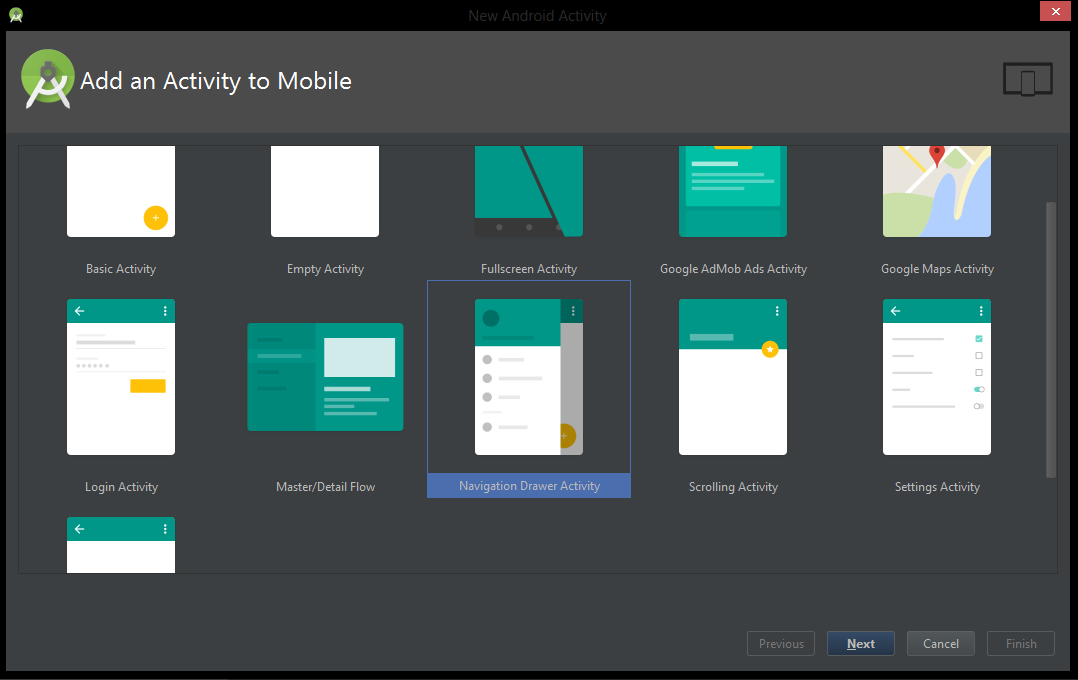 New Android Activity
Add an Activity to Mobile
Basic Activity
Empty Activity
Fullscreen Activity
Google AdMob Ads Activity
Google Maps Activity
Login Activity
Master/Detail Flow
Navigation Drawer Activity
Scrolling Activity
Settings Activity
Previous
Next
Cancel
Finish